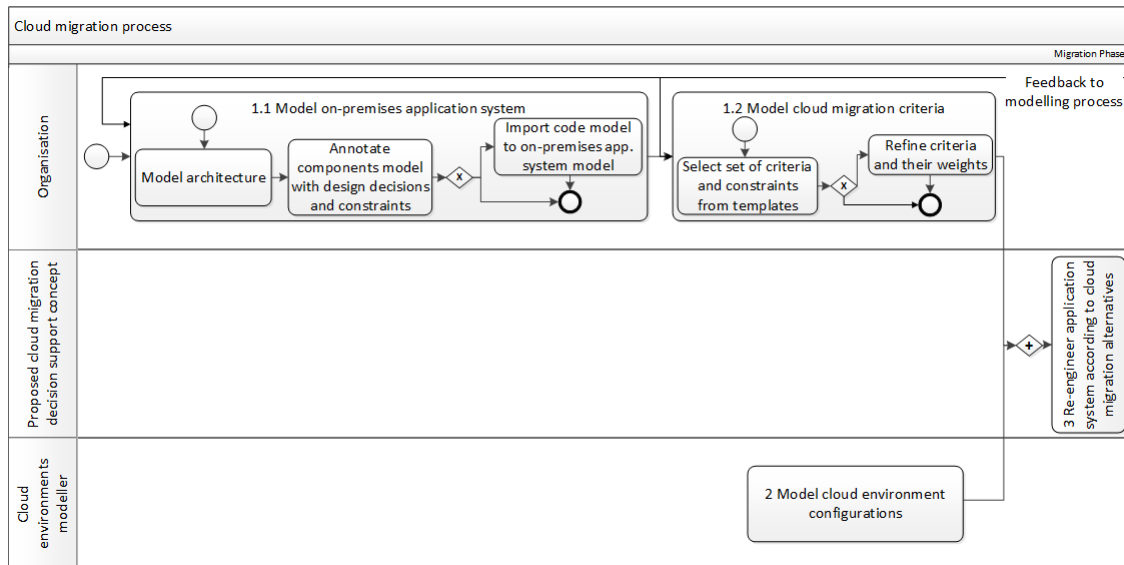 Cloud migration process
Migration Phase
Organisation
Feedback to
modelling process
1.1 Model on-premises application system
Model architecture
Annotate
components model
with design decisions
and constraints
X
Import code model
to on-premises app.
system model
1.2 Model cloud migration criteria
Select set of criteria
and constraints
from templates
X
Refine criteria
and their weights
Proposed cloud migration
decision support concept
+
3 Re-engineer application
system according to cloud
migration alternatives
Cloud
environments
modeller
2 Model cloud environment
configurations